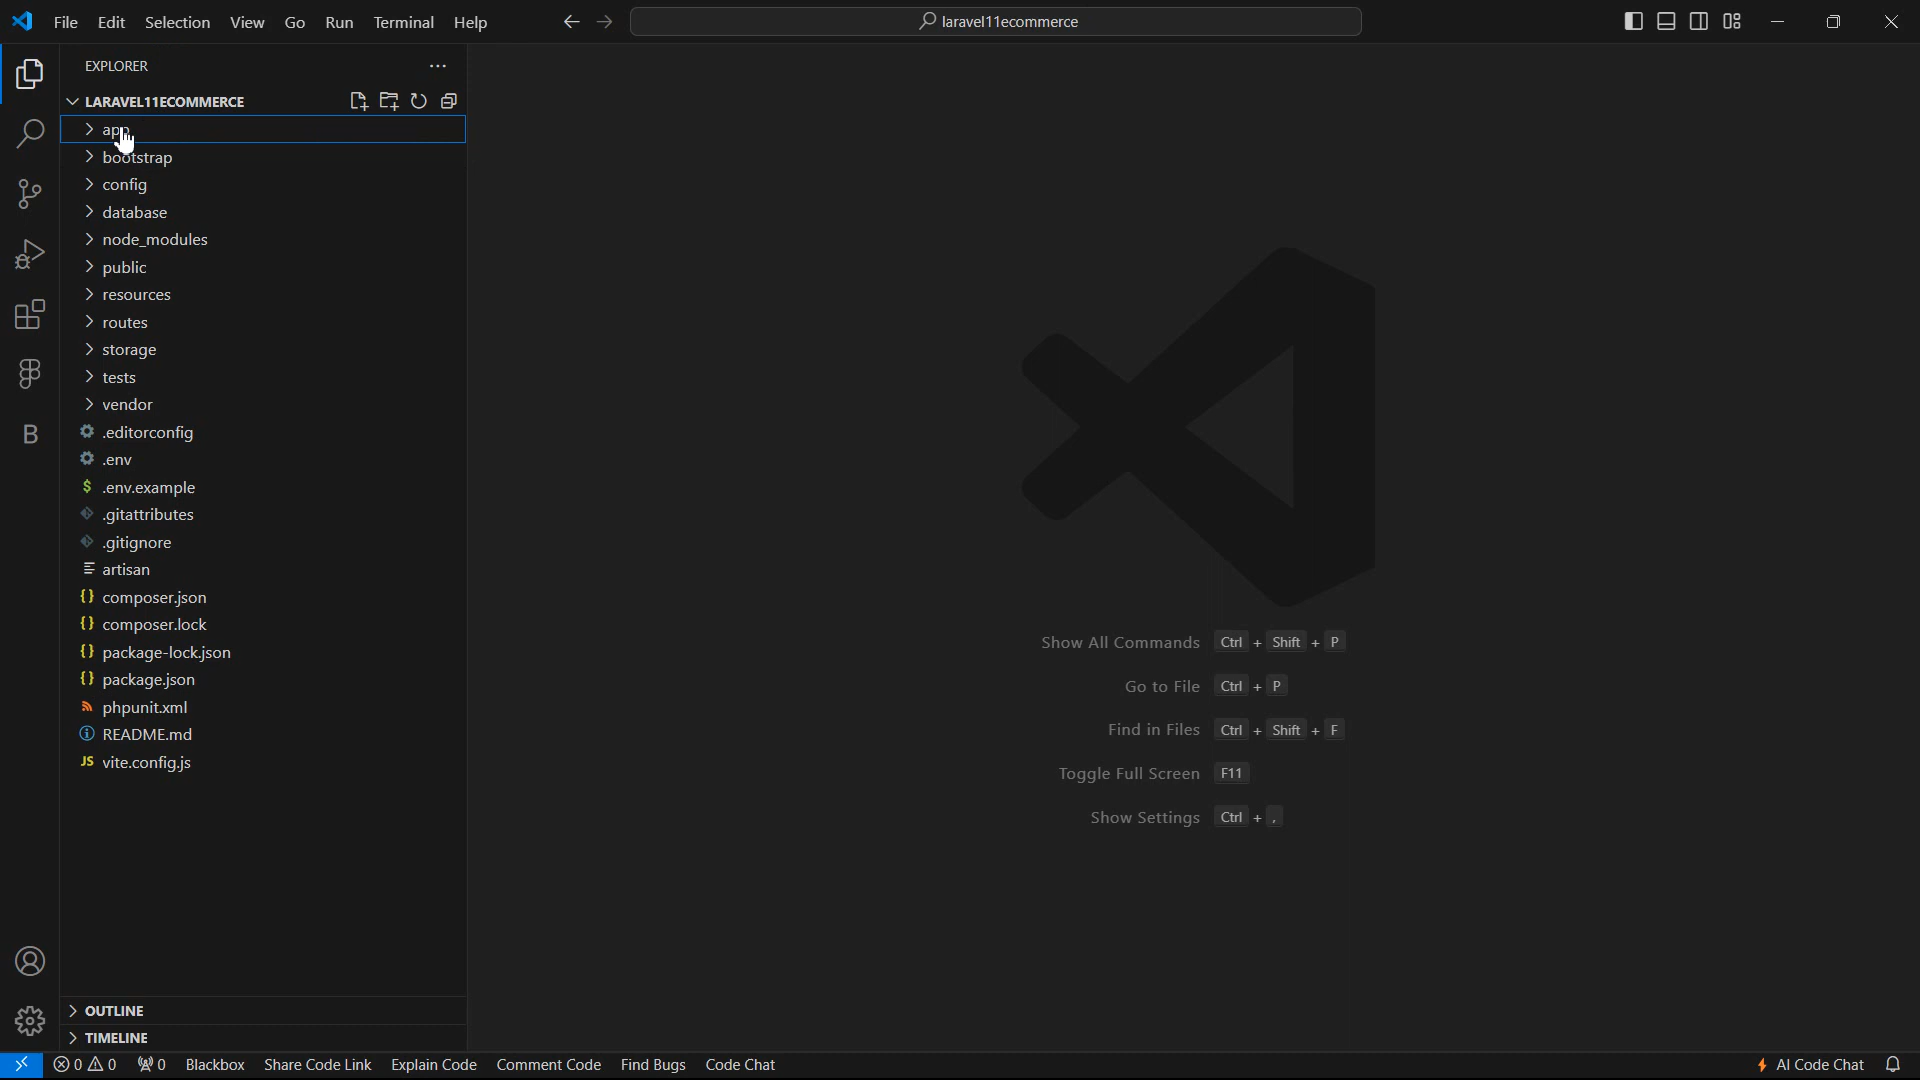 File Edit Selection View Go Run Terminal Help
laravel11ecommerce
EXPLORER
LARAVEL11ECOMMERCE
app
bootstrap
config
database
node_modules
public
resources
routes
storage
tests
vendor
.editorconfig
.env
$ .env.example
.gitattributes
.gitignore
artisan
{} composer.json
{} composer.lock
{} package-lock.json
{} package.json
phpunit.xml
README.md
JS vite.config.js
B
Show All Commands Ctrl + Shift + P
Go to File Ctrl + P
Find in Files Ctrl + Shift + F
Toggle Full Screen F11
Show Settings Ctrl + ,
OUTLINE
TIMELINE
0 0 0 Blackbox Share Code Link Explain Code Comment Code Find Bugs Code Chat AI Code Chat